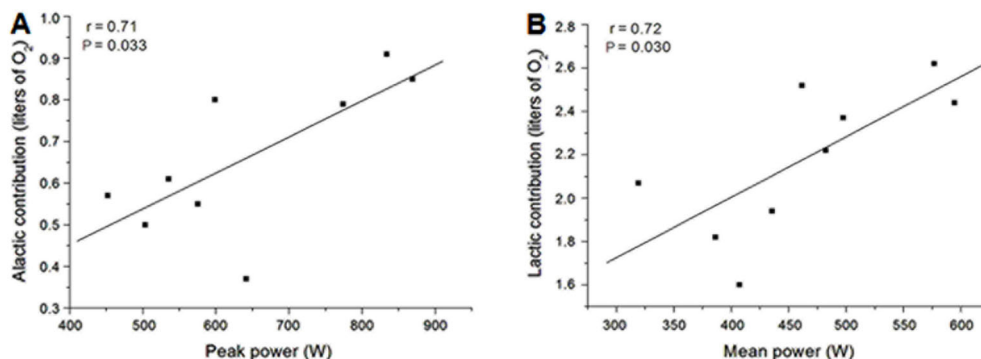 A
r = 0.71
P = 0.033
Alactic contribution (liters of O2)
1.0
0.9
0.8
0.7
0.6
0.5
0.4
0.3
400 500 600 700 800 900
Peak power (W)
B
r = 0.72
P = 0.030
Lactic contribution (liters of O2)
2.8
2.6
2.4
2.2
2.0
1.8
1.6
300 350 400 450 500 550 600
Mean power (W)